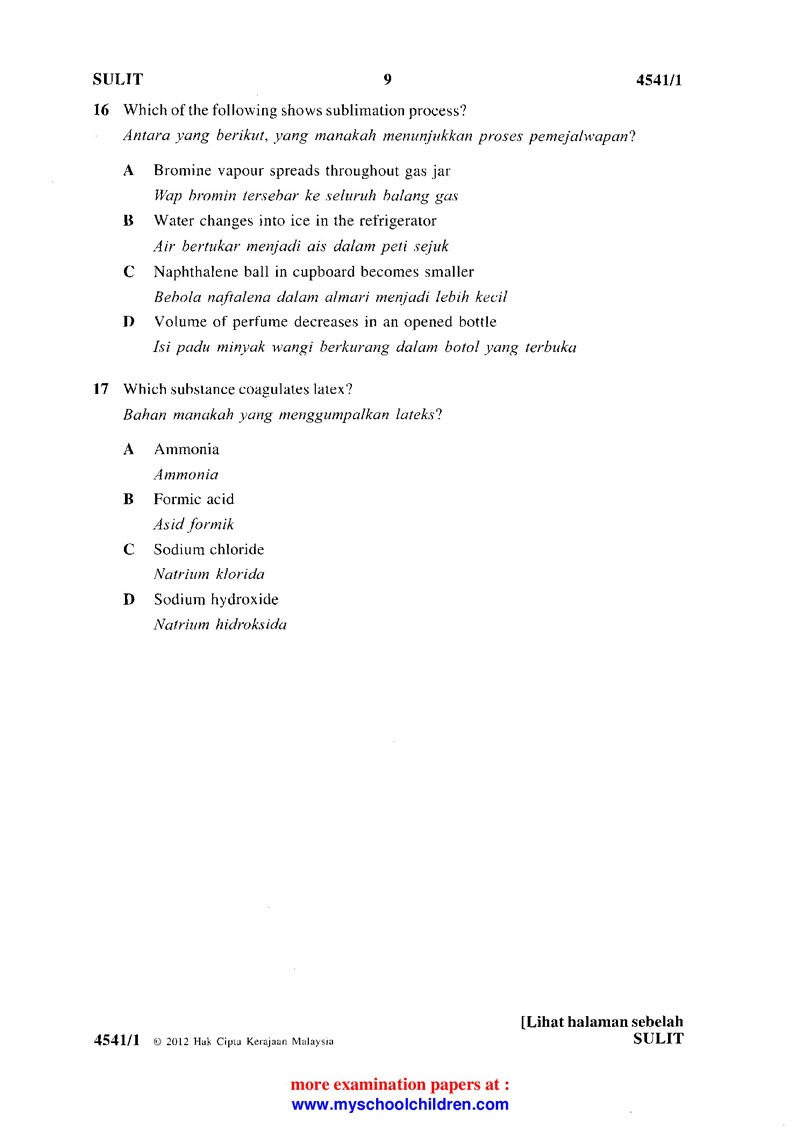 SULIT 9 4541/1
16 Which of the following shows sublimation process?
Antara yang berikut, yang manakah menunjukkan proses pemejalwapan?
A Bromine vapour spreads throughout gas jar
Wap bromin tersebar ke seluruh balang gas
B Water changes into ice in the refrigerator
Air bertukar menjadi ais dalam peti sejuk
C Naphthalene ball in cupboard becomes smaller
Bebola naftalena dalam almari menjadi lebih kecil
D Volume of perfume decreases in an opened bottle
Isi padu minyak wangi berkurang dalam botol yang terbuka
17 Which substance coagulates latex?
Bahan manakah yang menggumpalkan lateks?
A Ammonia
Ammonia
B Formic acid
Asid formik
C Sodium chloride
Natrium klorida
D Sodium hydroxide
Natrium hidroksida
[Lihat halaman sebelah
4541/1 © 2012 Hak Cipta Kerajaan Malaysia SULIT
more examination papers at :
www.myschoolchildren.com